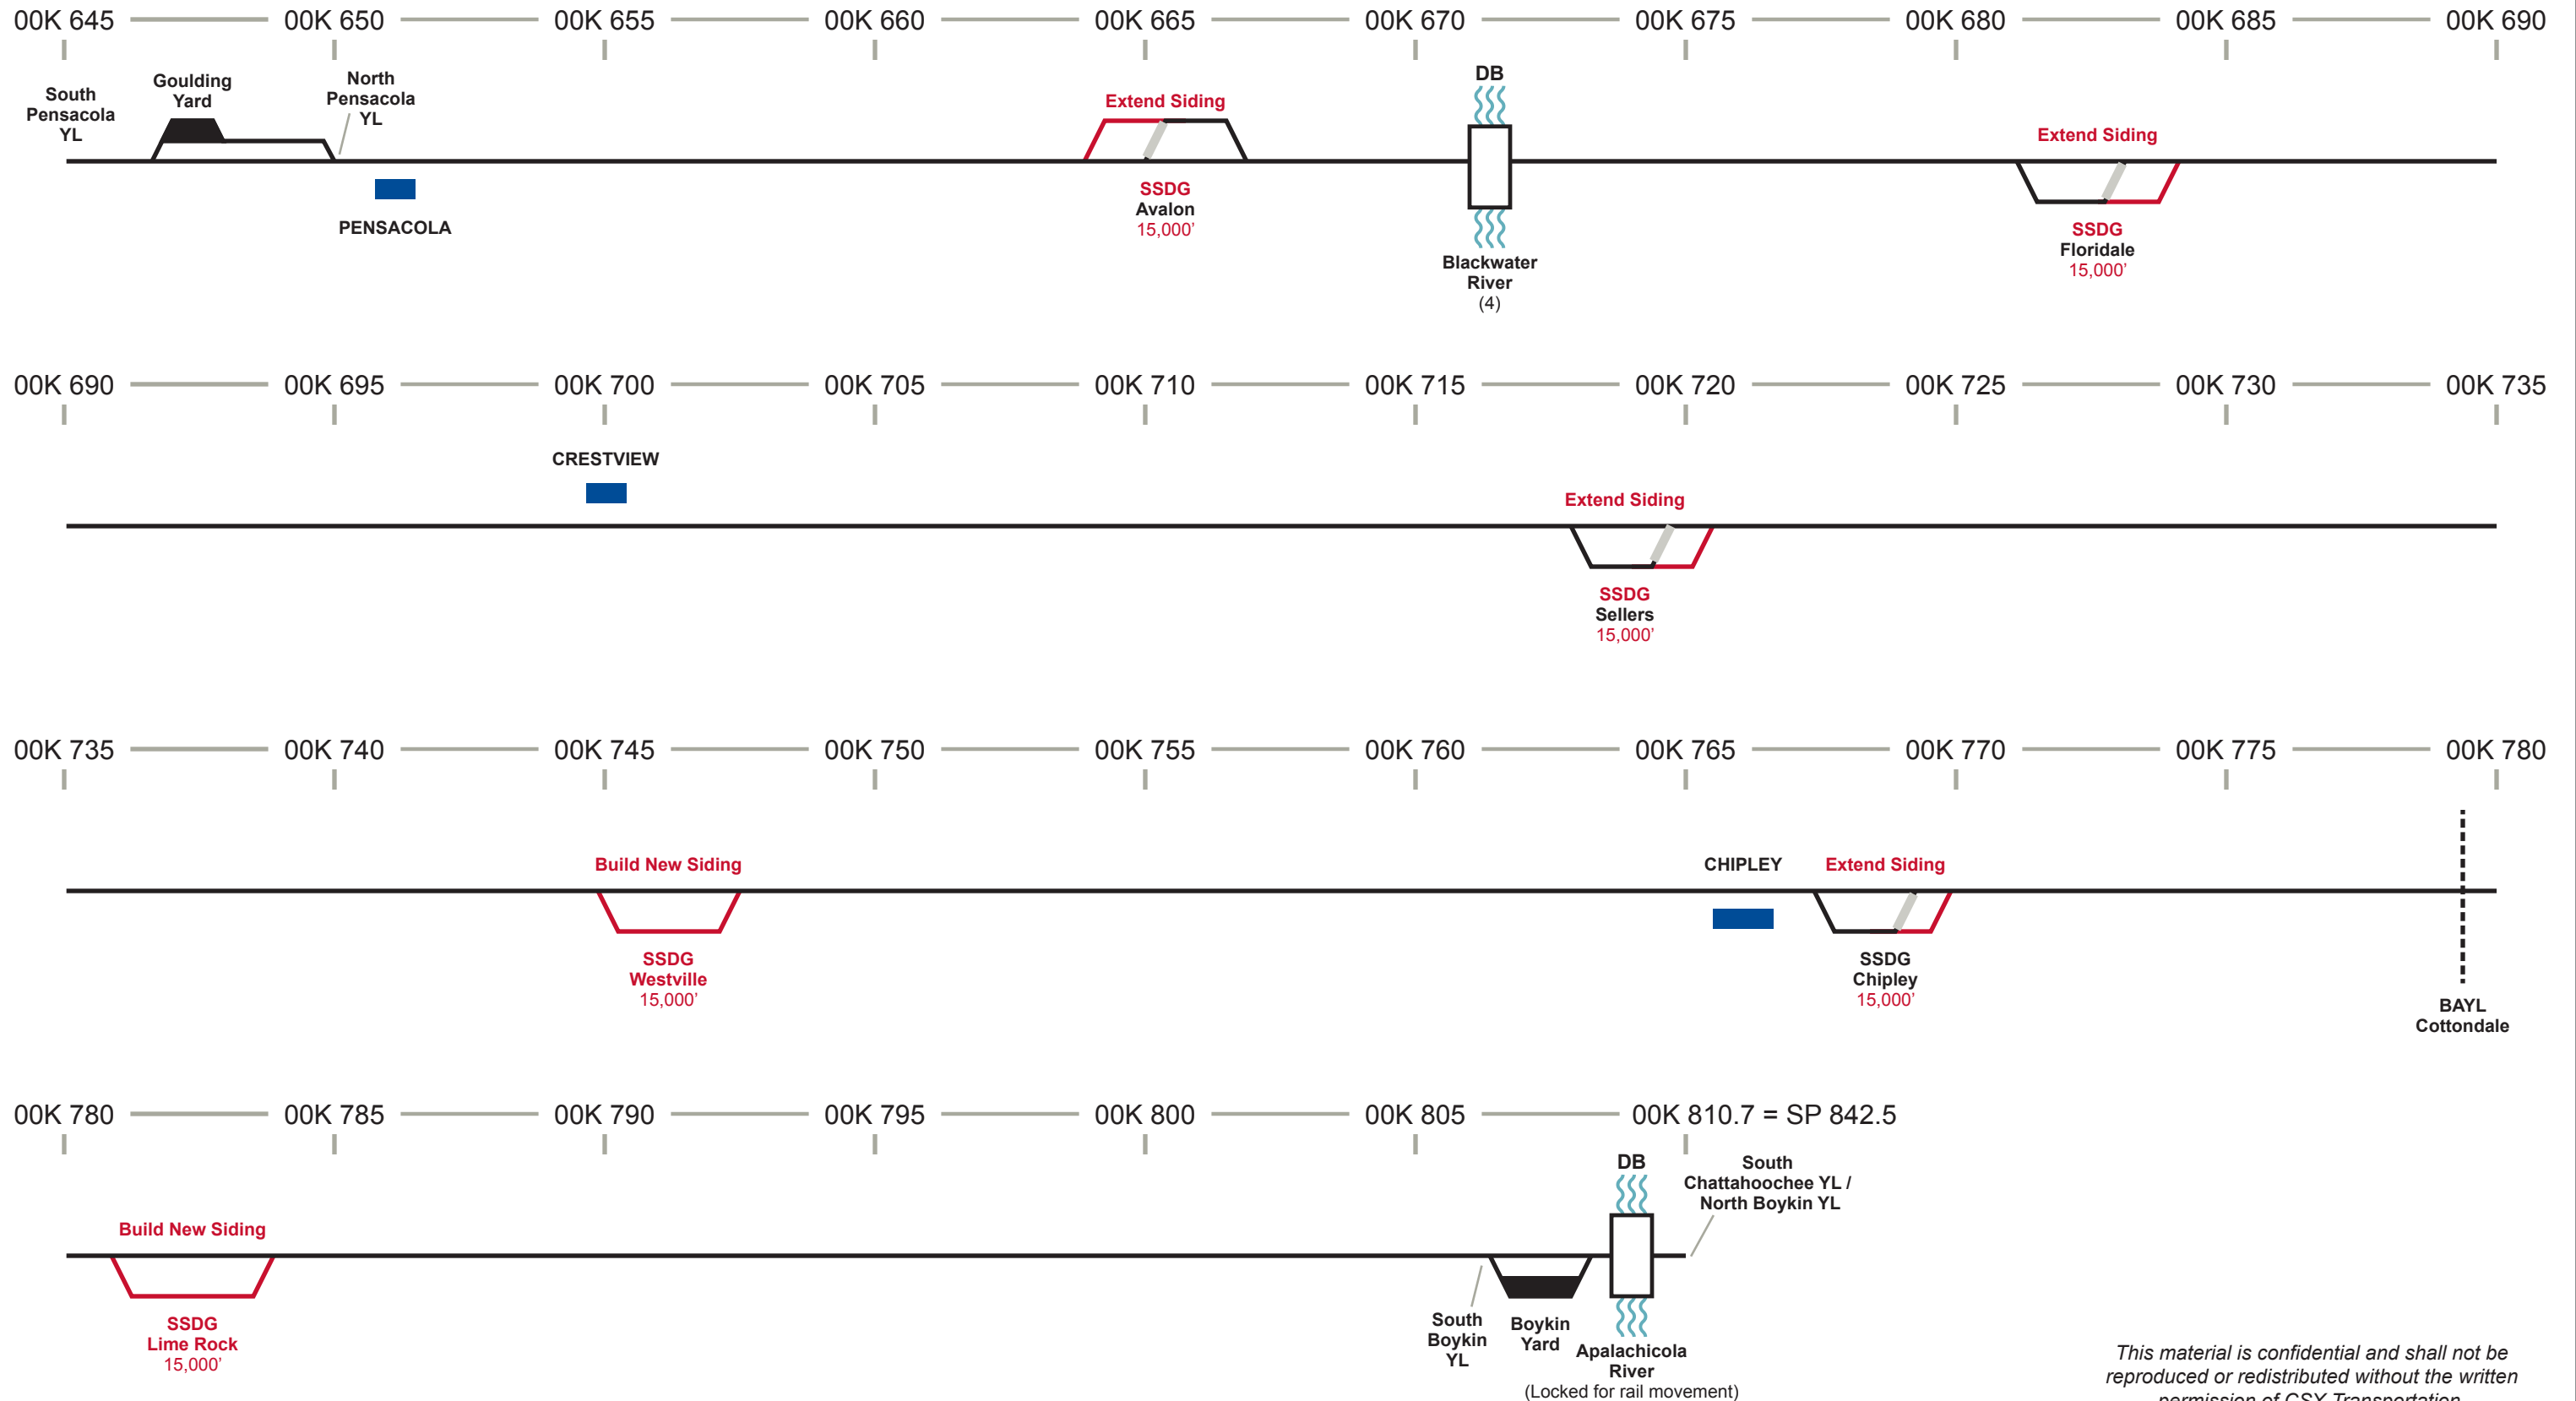 00K 645 00K 650 00K 655 00K 660 00K 665 00K 670 00K 675 00K 680 00K 685 00K 690
South
Pensacola
YL
Goulding
Yard
North
Pensacola
YL
PENSACOLA
Extend Siding
SSDG
Avalon
15,000’
DB
Blackwater
River
(4)
Extend Siding
SSDG
Floridale
15,000’
00K 690 00K 695 00K 700 00K 705 00K 710 00K 715 00K 720 00K 725 00K 730 00K 735
CRESTVIEW
Extend Siding
SSDG
Sellers
15,000’
00K 735 00K 740 00K 745 00K 750 00K 755 00K 760 00K 765 00K 770 00K 775 00K 780
Build New Siding
SSDG
Westville
15,000’
CHIPLEY
Extend Siding
SSDG
Chipley
15,000’
BAYL
Cottondale
00K 780 00K 785 00K 790 00K 795 00K 800 00K 805 00K 810.7 = SP 842.5
Build New Siding
SSDG
Lime Rock
15,000’
South
Boykin
YL
Boykin
Yard
DB
Apalachicola
River
(Locked for rail movement)
South
Chattahoochee YL /
North Boykin YL
This material is confidential and shall not be
reproduced or redistributed without the written
permission of CSX Transportation